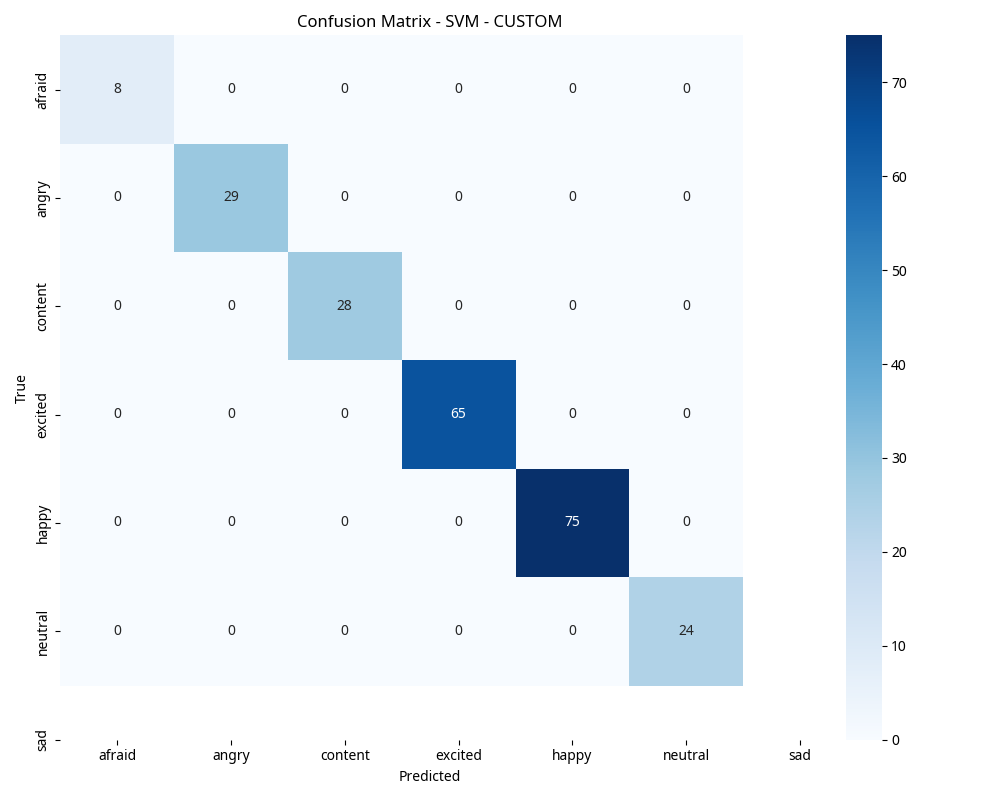 Confusion Matrix - SVM - CUSTOM
afraid 8 0 0 0 0 0
angry 0 29 0 0 0 0
content 0 0 28 0 0 0
excited 0 0 0 65 0 0
happy 0 0 0 0 75 0
neutral 0 0 0 0 0 24
sad
True
afraid angry content excited happy neutral sad
Predicted
70
60
50
40
30
20
10
0